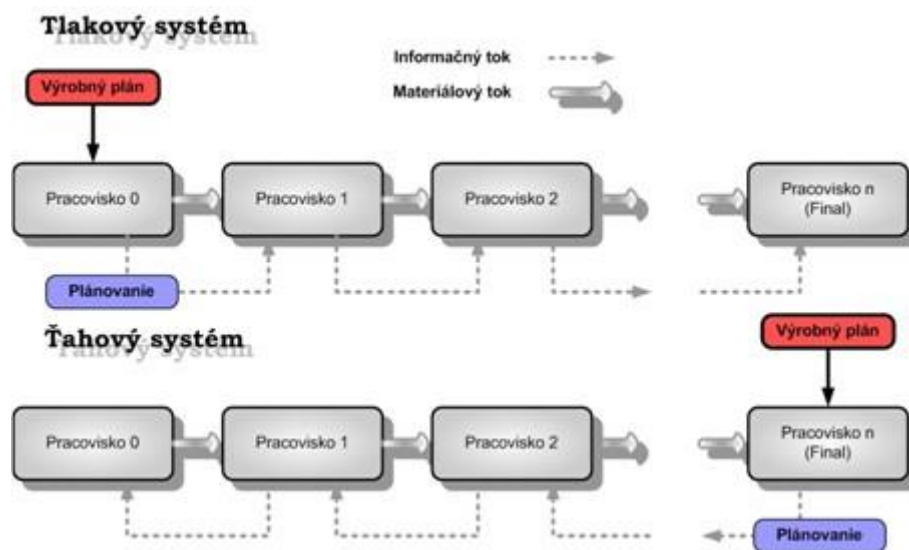 Tlakový systém
Informačný tok
Materiálový tok
Výrobný plán
Pracovisko 0
Pracovisko 1
Pracovisko 2
Pracovisko n
(Final)
Plánovanie
Ťahový systém
Výrobný plán
Pracovisko 0
Pracovisko 1
Pracovisko 2
Pracovisko n
(Final)
Plánovanie